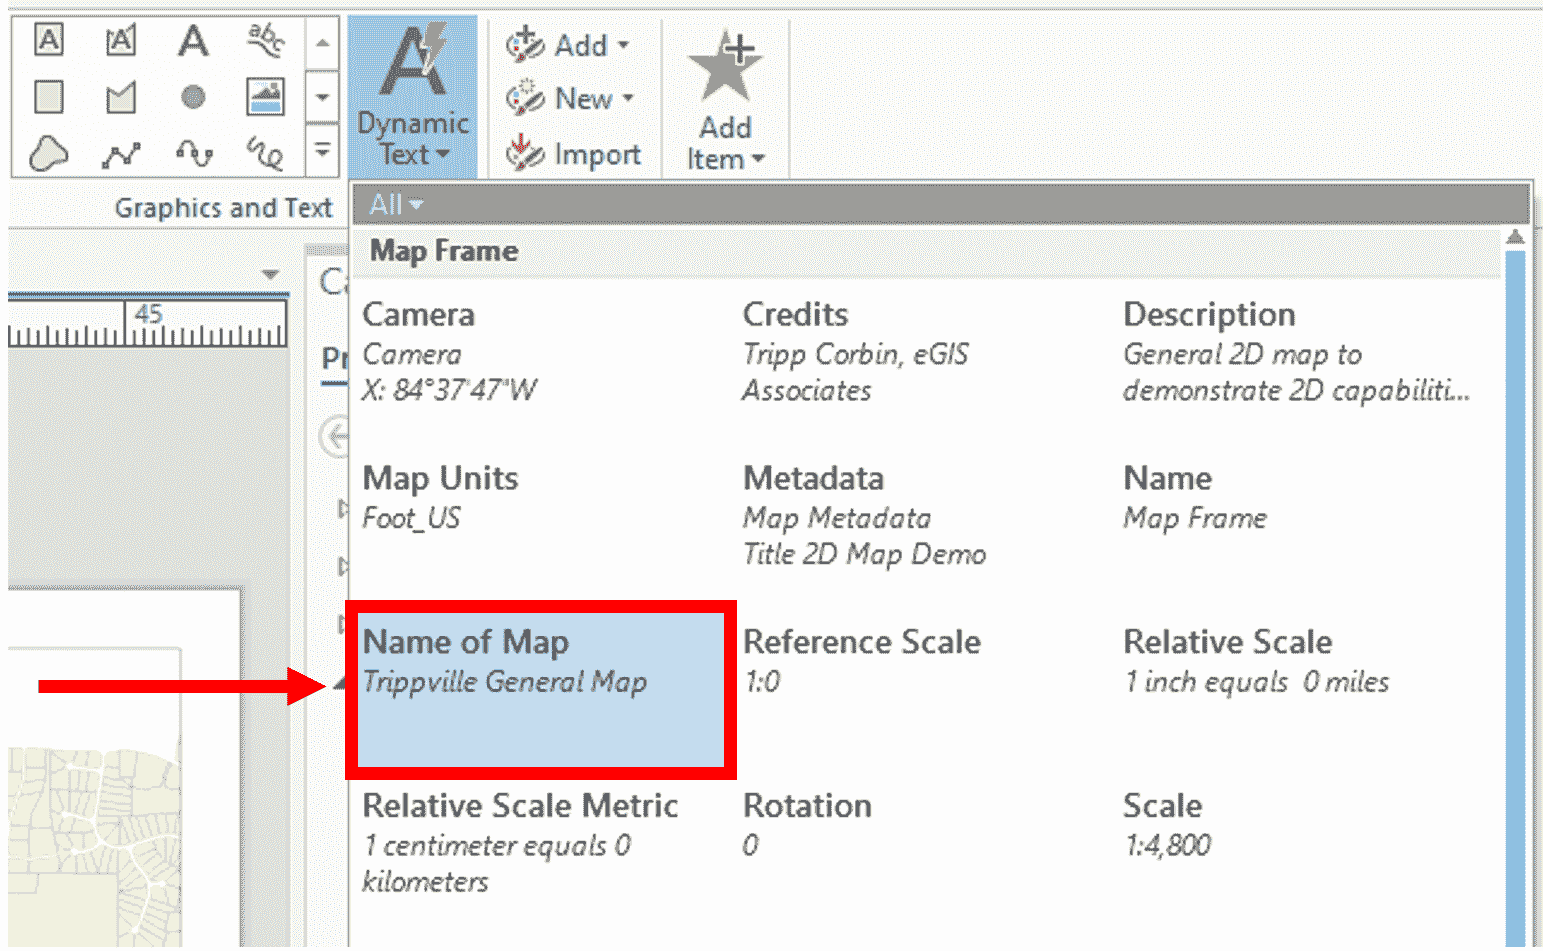 A A A abc
A
Dynamic
Text
Add
New
Import
Add
Item
Graphics and Text
All
Map Frame
45
Camera
Camera
X: 84°37'47"W
Credits
Tripp Corbin, eGIS
Associates
Description
General 2D map to
demonstrate 2D capabiliti...
Map Units
Foot_US
Metadata
Map Metadata
Title 2D Map Demo
Name
Map Frame
Name of Map
Trippville General Map
Reference Scale
1:0
Relative Scale
1 inch equals 0 miles
Relative Scale Metric
1 centimeter equals 0
kilometers
Rotation
0
Scale
1:4,800